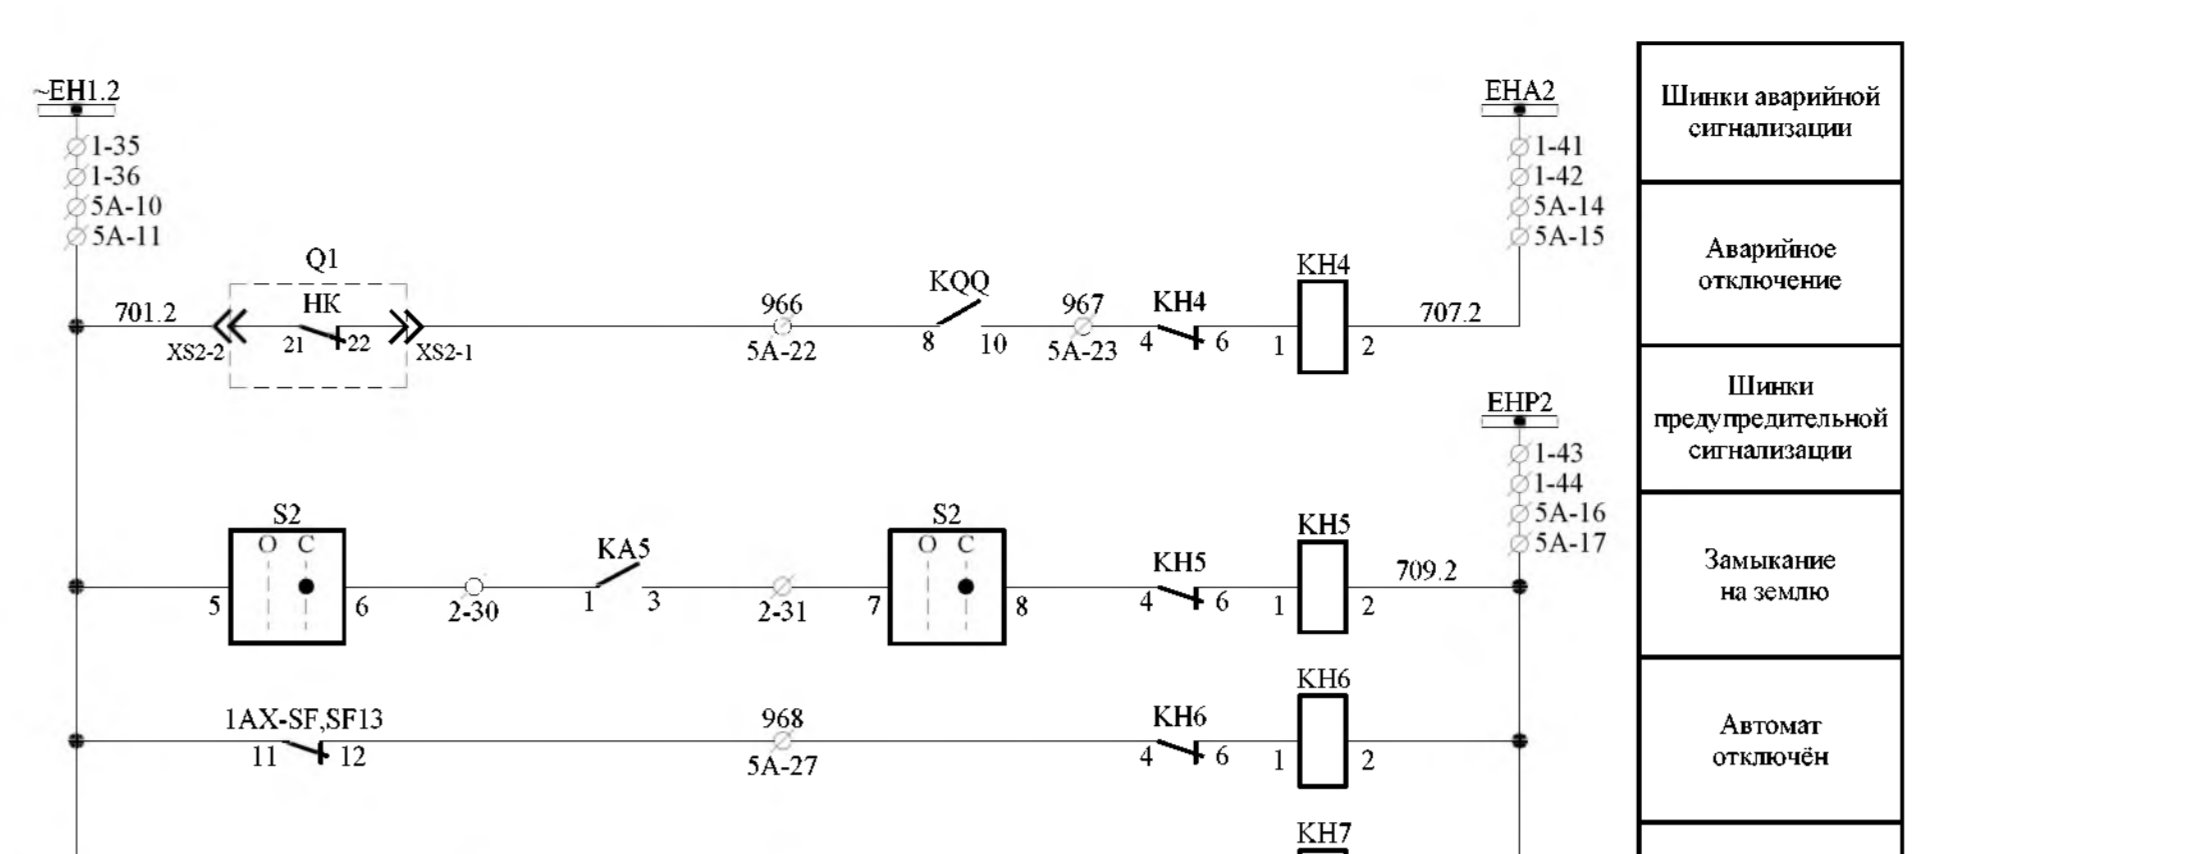 ~EH1.2
1-35
1-36
5A-10
5A-11
EHA2
1-41
1-42
5A-14
5A-15
Шинки аварийной
сигнализации
Q1
НК
701.2
XS2-2
21
22
XS2-1
966
5A-22
KQQ
8
10
967
5A-23
KH4
4
6
KH4
1
2
707.2
Аварийное
отключение
EHP2
1-43
1-44
5A-16
5A-17
Шинки
предупредительной
сигнализации
S2
O C
5
6
2-30
KA5
1
3
2-31
S2
O C
7
8
KH5
4
6
KH5
1
2
709.2
Замыкание
на землю
1AX-SF,SF13
11
12
968
5A-27
KH6
4
6
KH6
1
2
Автомат
отключён
KH7